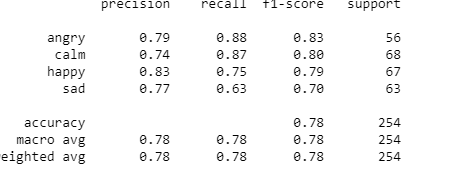 precision recall f1-score support
angry 0.79 0.88 0.83 56
calm 0.74 0.87 0.80 68
happy 0.83 0.75 0.79 67
sad 0.77 0.63 0.70 63
accuracy 0.78 254
macro avg 0.78 0.78 0.78 254
eighted avg 0.78 0.78 0.78 254